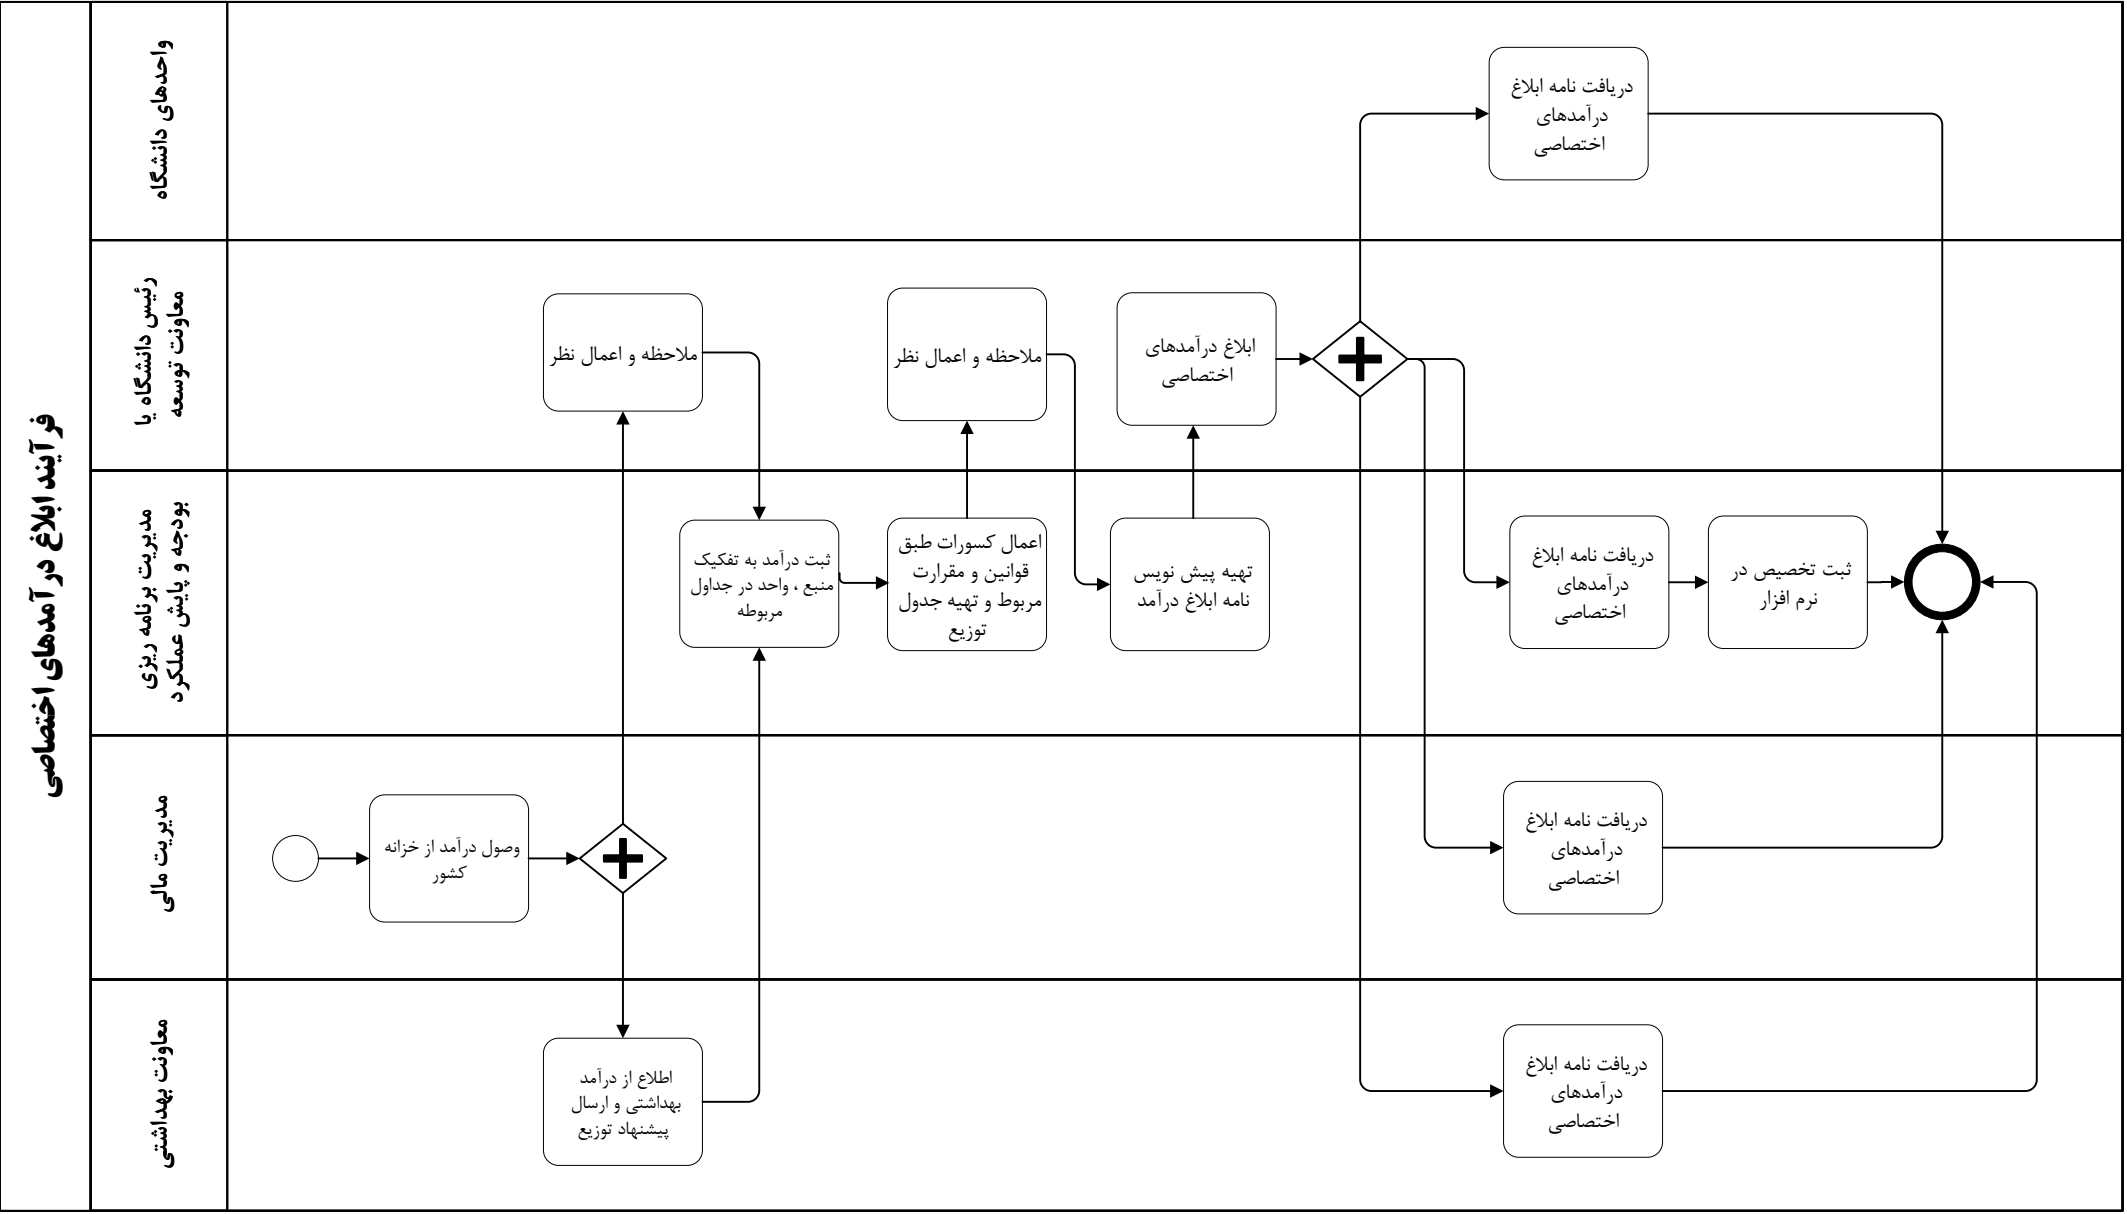 فرآیند ابلاغ درآمدهای اختصاصی
واحدهای دانشگاه
دریافت نامه ابلاغ
درآمدهای
اختصاصی
رئیس دانشگاه یا
معاونت توسعه
ملاحظه و اعمال نظر
ملاحظه و اعمال نظر
ابلاغ درآمدهای
اختصاصی
مدیریت برنامه ریزی
بودجه و پایش عملکرد
ثبت درآمد به تفکیک
منبع ، واحد در جداول
مربوطه
اعمال کسورات طبق
قوانین و مقرارت
مربوط و تهیه جدول
توزیع
تهیه پیش نویس
نامه ابلاغ درآمد
دریافت نامه ابلاغ
درآمدهای
اختصاصی
ثبت تخصیص در
نرم افزار
مدیریت مالی
وصول درآمد از خزانه
کشور
دریافت نامه ابلاغ
درآمدهای
اختصاصی
معاونت بهداشتی
اطلاع از درآمد
بهداشتی و ارسال
پیشنهاد توزیع
دریافت نامه ابلاغ
درآمدهای
اختصاصی